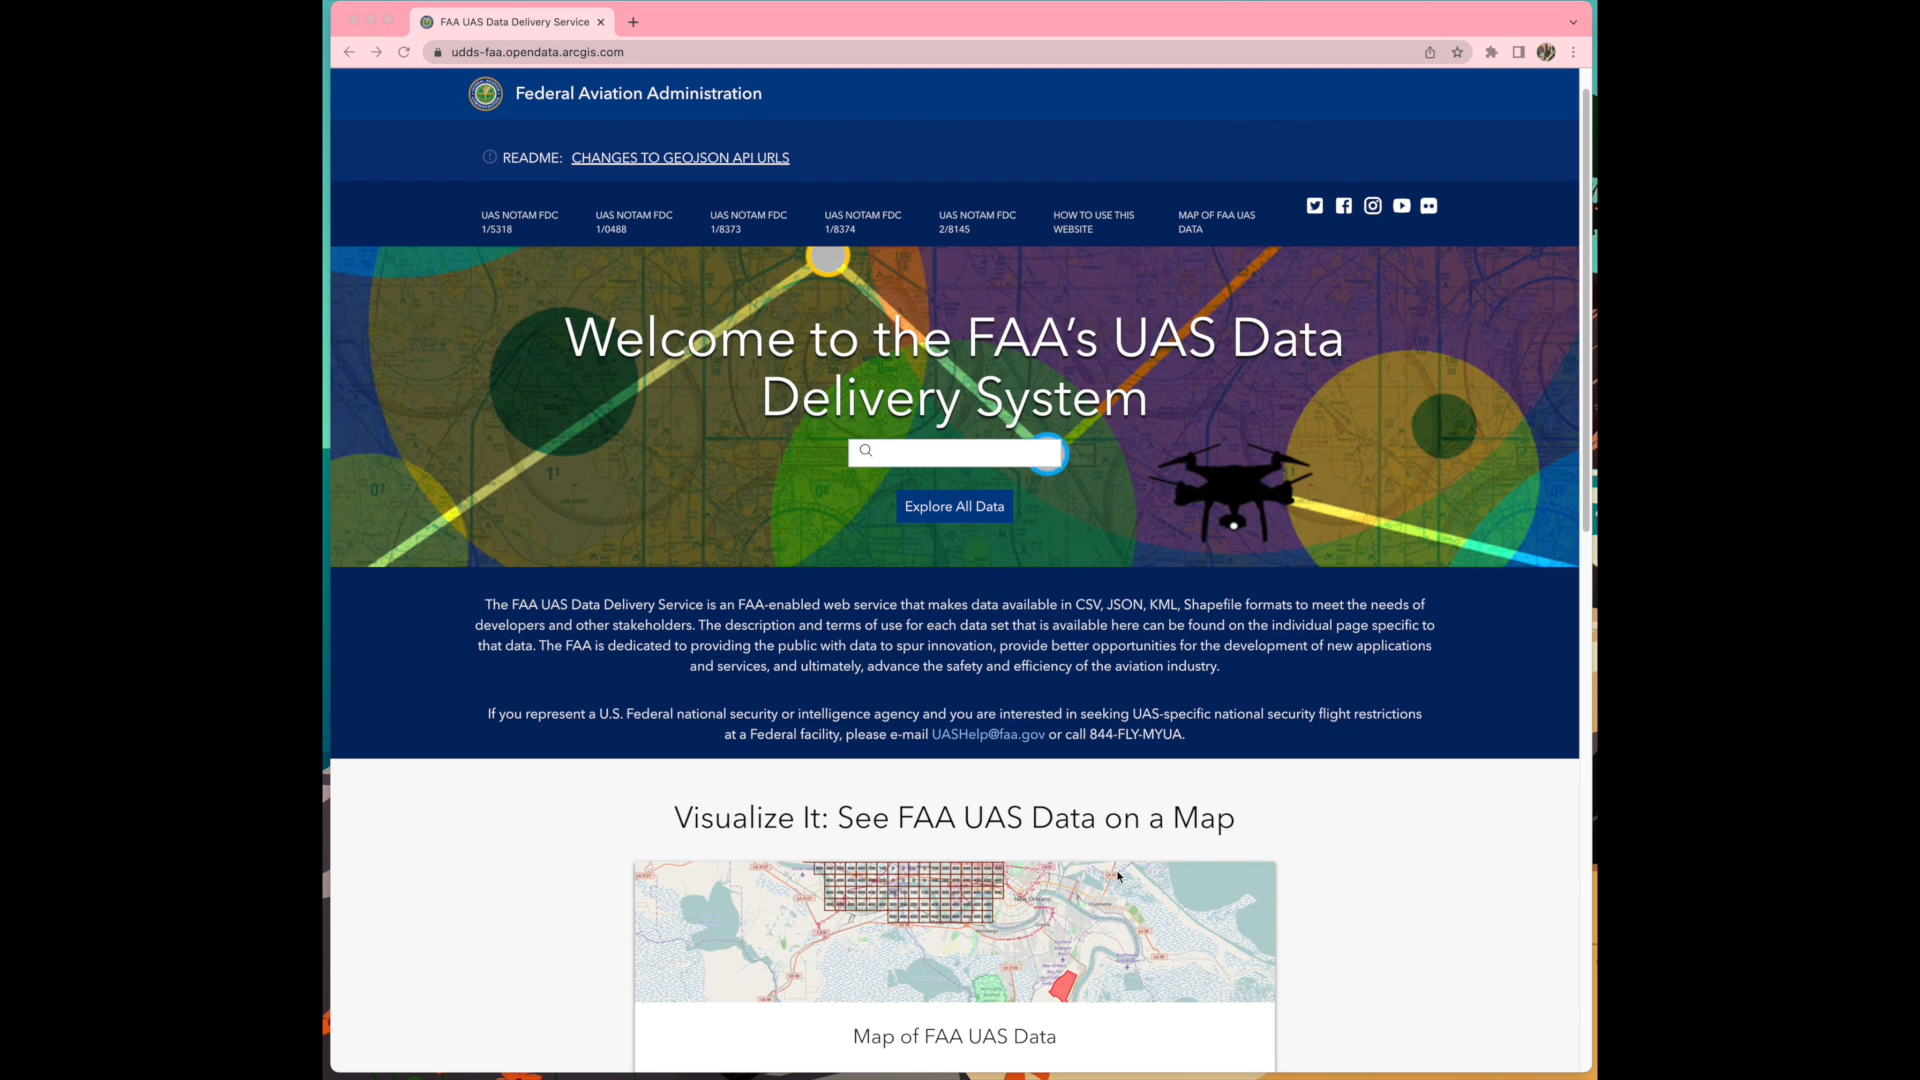 FAA UAS Data Delivery Service
udds-faa.opendata.arcgis.com
Federal Aviation Administration
README: CHANGES TO GEOJSON API URLS
UAS NOTAM FDC 1/5318
UAS NOTAM FDC 1/0488
UAS NOTAM FDC 1/8373
UAS NOTAM FDC 1/8374
UAS NOTAM FDC 2/8145
HOW TO USE THIS WEBSITE
MAP OF FAA UAS DATA
Welcome to the FAA's UAS Data
Delivery System
Explore All Data
The FAA UAS Data Delivery Service is an FAA-enabled web service that makes data available in CSV, JSON, KML, Shapefile formats to meet the needs of
developers and other stakeholders. The description and terms of use for each data set that is available here can be found on the individual page specific to
that data. The FAA is dedicated to providing the public with data to spur innovation, provide better opportunities for the development of new applications
and services, and ultimately, advance the safety and efficiency of the aviation industry.
If you represent a U.S. Federal national security or intelligence agency and you are interested in seeking UAS-specific national security flight restrictions
at a Federal facility, please e-mail UASHelp@faa.gov or call 844-FLY-MYUA.
Visualize It: See FAA UAS Data on a Map
New Orleans
Map of FAA UAS Data